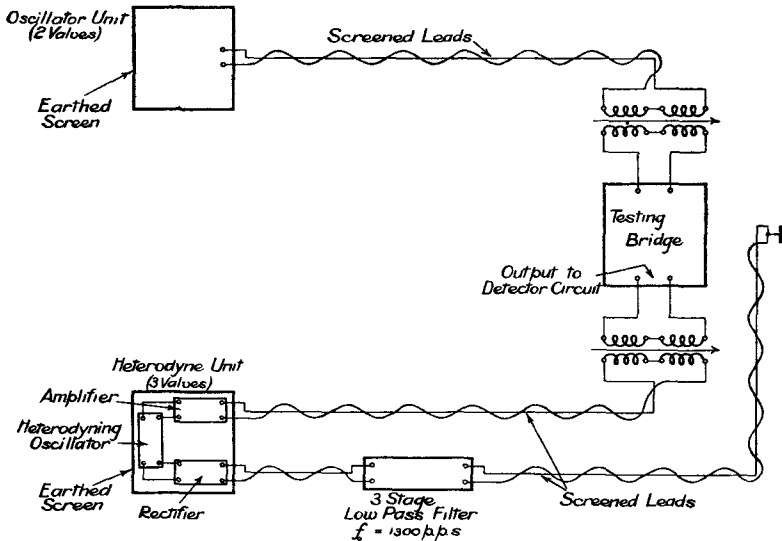 Oscillator Unit
(2 Valves)
Screened Leads
Earthed
Screen
Testing
Bridge
Output to
Detector Circuit
Heterodyne Unit
(3 Valves)
Amplifier
Heterodyning
Oscillator
Earthed
Screen
Rectifier
3 Stage
Low Pass Filter
f = 1300 p.p.s
Screened Leads